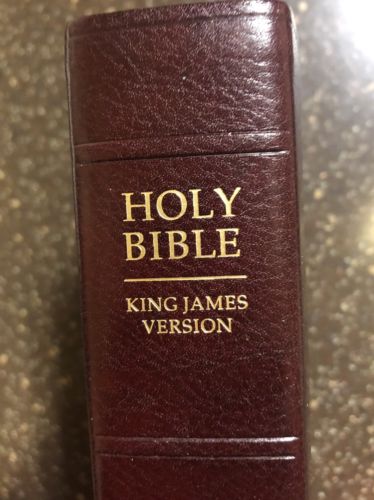 HOLY
BIBLE
KING JAMES
VERSION